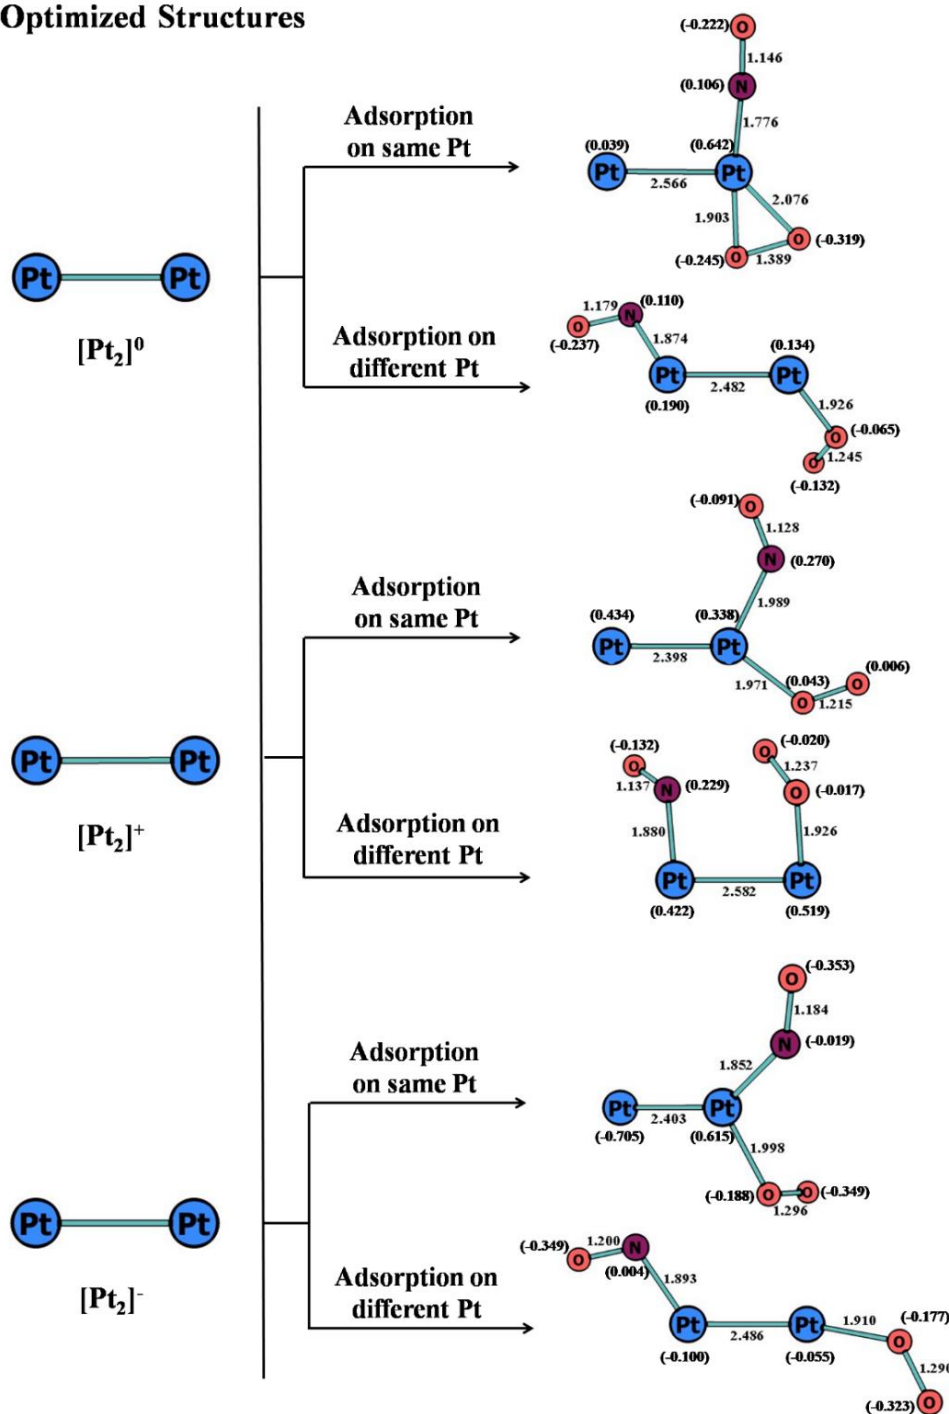 Optimized Structures
Pt
Pt
[Pt2]0
Adsorption
on same Pt
(-0.222)
O
1.146
(0.106)
N
1.776
(0.039)
(0.642)
Pt
Pt
2.566
2.076
1.903
O
(-0.319)
(-0.245)
O
1.389
Adsorption on
different Pt
1.179
N
(0.110)
O
(-0.237)
1.874
(0.134)
Pt
Pt
2.482
(0.190)
1.926
O
(-0.065)
O
1.245
(-0.132)
Pt
Pt
[Pt2]+
Adsorption
on same Pt
(-0.091)
O
1.128
N
(0.270)
1.989
(0.434)
(0.338)
Pt
Pt
2.398
1.971
(0.043)
(0.006)
O
O
1.215
Adsorption on
different Pt
(-0.132)
O
1.137
N
(0.229)
(-0.020)
O
1.237
O
(-0.017)
1.880
1.926
Pt
Pt
2.582
(0.422)
(0.519)
Pt
Pt
[Pt2]-
Adsorption
on same Pt
(-0.353)
O
1.184
N
(-0.019)
1.852
Pt
Pt
2.403
(-0.705)
(0.615)
1.998
(-0.188)
O
O
(-0.349)
1.296
Adsorption on
different Pt
(-0.349)
O
1.200
N
(0.004)
1.893
Pt
Pt
2.486
(-0.100)
(-0.055)
1.910
(-0.177)
O
1.290
(-0.323)
O